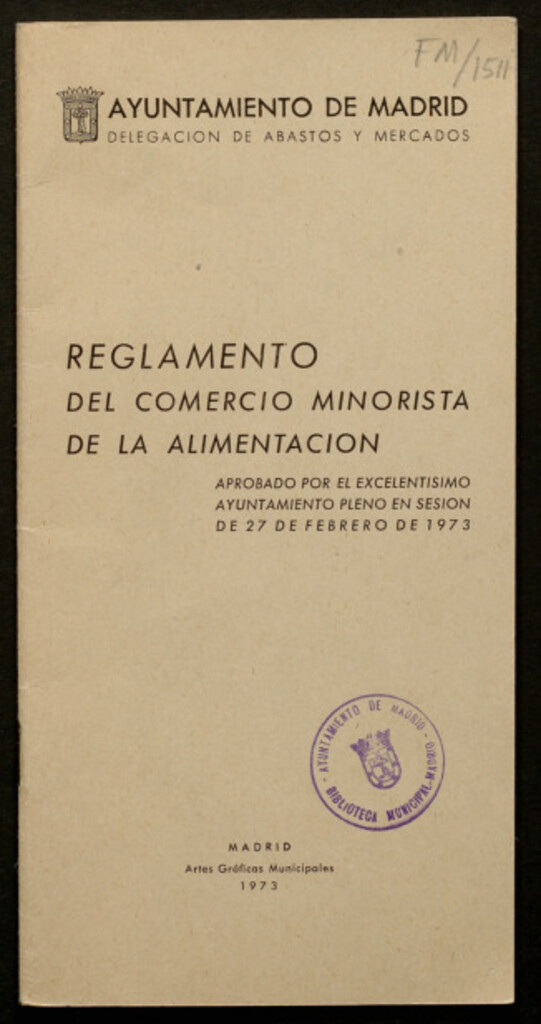 FM/1511
AYUNTAMIENTO DE MADRID
DELEGACION DE ABASTOS Y MERCADOS
REGLAMENTO
DEL COMERCIO MINORISTA
DE LA ALIMENTACION
APROBADO POR EL EXCELENTISIMO
AYUNTAMIENTO PLENO EN SESION
DE 27 DE FEBRERO DE 1973
· AYUNTAMIENTO DE MADRID ·
BIBLIOTECA MUNICIPAL-MADRID
MADRID
Artes Gráficas Municipales
1973